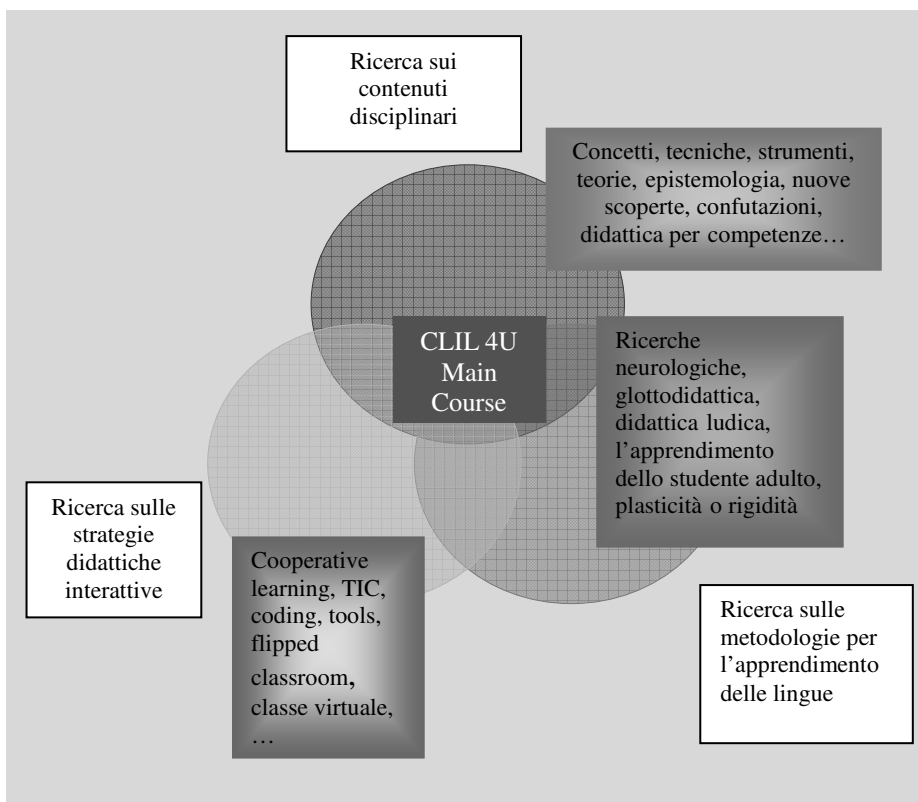 Ricerca sui
contenuti
disciplinari
Concetti, tecniche, strumenti,
teorie, epistemologia, nuove
scoperte, confutazioni,
didattica per competenze…
CLIL 4U
Main
Course
Ricerche
neurologiche,
glottodidattica,
didattica ludica,
l’apprendimento
dello studente adulto,
plasticità o rigidità
Ricerca sulle
strategie
didattiche
interattive
Cooperative
learning, TIC,
coding, tools,
flipped
classroom,
classe virtuale,
…
Ricerca sulle
metodologie per
l’apprendimento
delle lingue